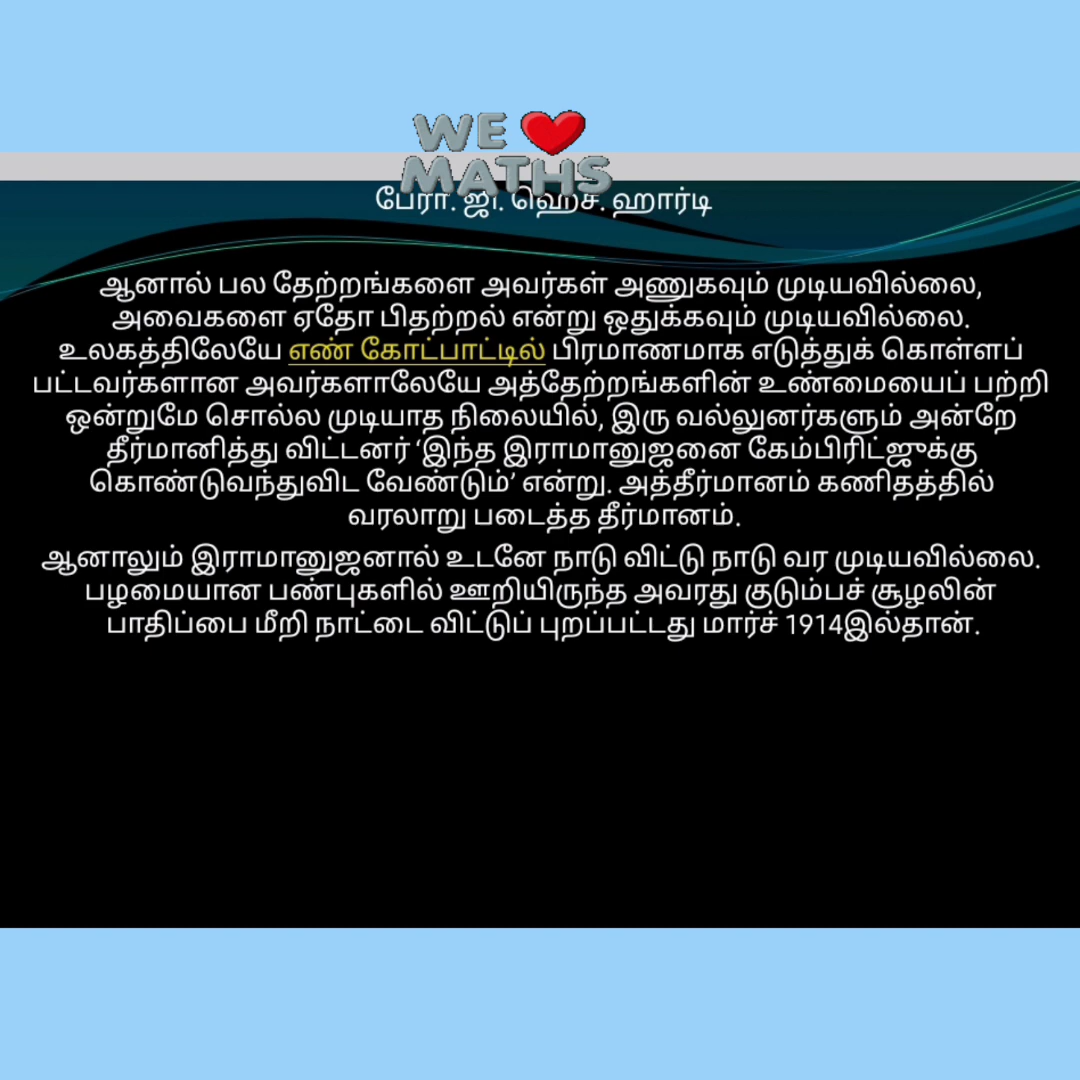 WE
MATHS
பேரா. ஜி. ஹெச். ஹார்டி
ஆனால் பல தேற்றங்களை அவர்கள் அணுகவும் முடியவில்லை,
அவைகளை ஏதோ பிதற்றல் என்று ஒதுக்கவும் முடியவில்லை.
உலகத்திலேயே எண் கோட்பாட்டில் பிரமாணமாக எடுத்துக் கொள்ளப்
பட்டவர்களான அவர்களாலேயே அத்தேற்றங்களின் உண்மையைப் பற்றி
ஒன்றுமே சொல்ல முடியாத நிலையில், இரு வல்லுனர்களும் அன்றே
தீர்மானித்து விட்டனர் ‘இந்த இராமானுஜனை கேம்பிரிட்ஜுக்கு
கொண்டுவந்துவிட வேண்டும்’ என்று. அத்தீர்மானம் கணிதத்தில்
வரலாறு படைத்த தீர்மானம்.
ஆனாலும் இராமானுஜனால் உடனே நாடு விட்டு நாடு வர முடியவில்லை.
பழமையான பண்புகளில் ஊறியிருந்த அவரது குடும்பச் சூழலின்
பாதிப்பை மீறி நாட்டை விட்டுப் புறப்பட்டது மார்ச் 1914இல்தான்.